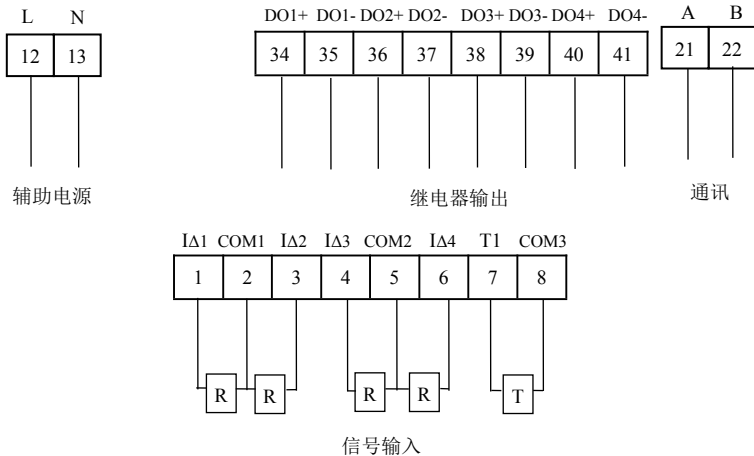 L N DO1+ DO1- DO2+ DO2- DO3+ DO3- DO4+ DO4- A B
12 13 34 35 36 37 38 39 40 41 21 22
辅助电源 继电器输出 通讯
IΔ1 COM1 IΔ2 IΔ3 COM2 IΔ4 T1 COM3
1 2 3 4 5 6 7 8
R R R R T
信号输入